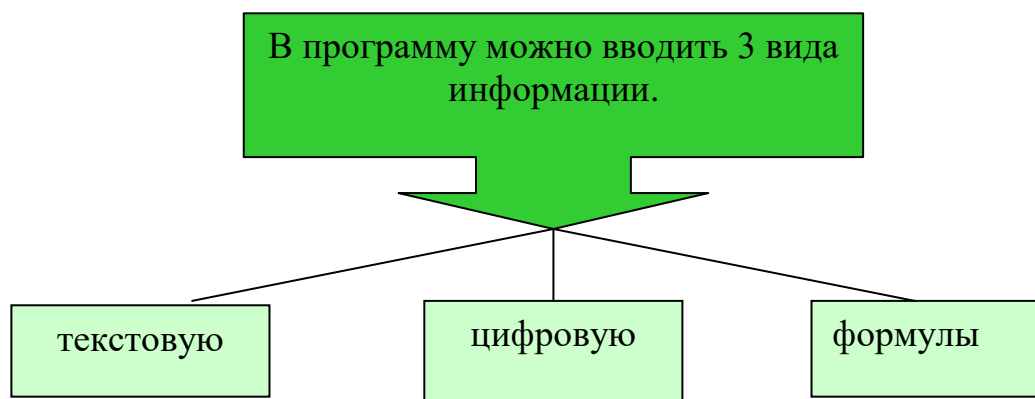 В программу можно вводить 3 вида
информации.
текстовую
цифровую
формулы